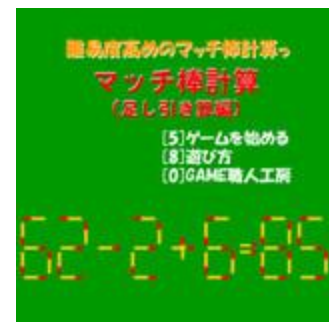 難易度高めのマッチ棒計算っ
マッチ棒計算
(足し引き算編)
[5]ゲームを始める
[8]遊び方
[0]GAME職人工房
62-2+6=85